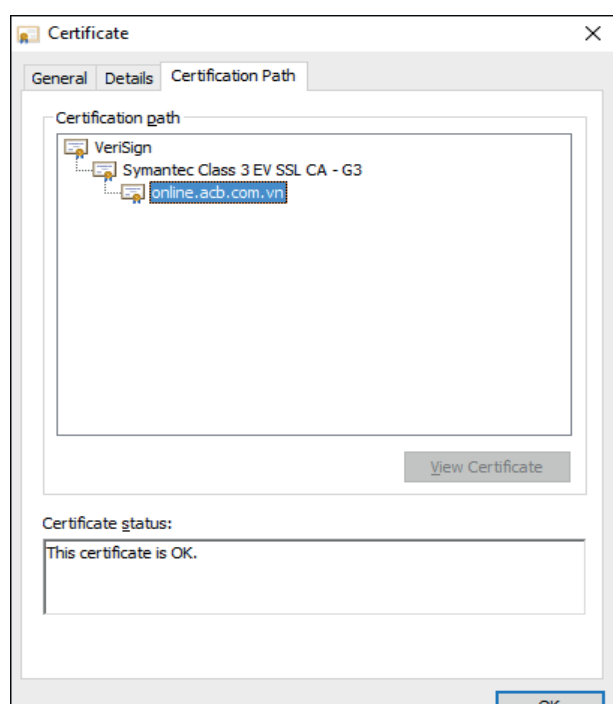 Certificate
General Details Certification Path
Certification path
VeriSign
Symantec Class 3 EV SSL CA - G3
online.acb.com.vn
View Certificate
Certificate status:
This certificate is OK.
OK